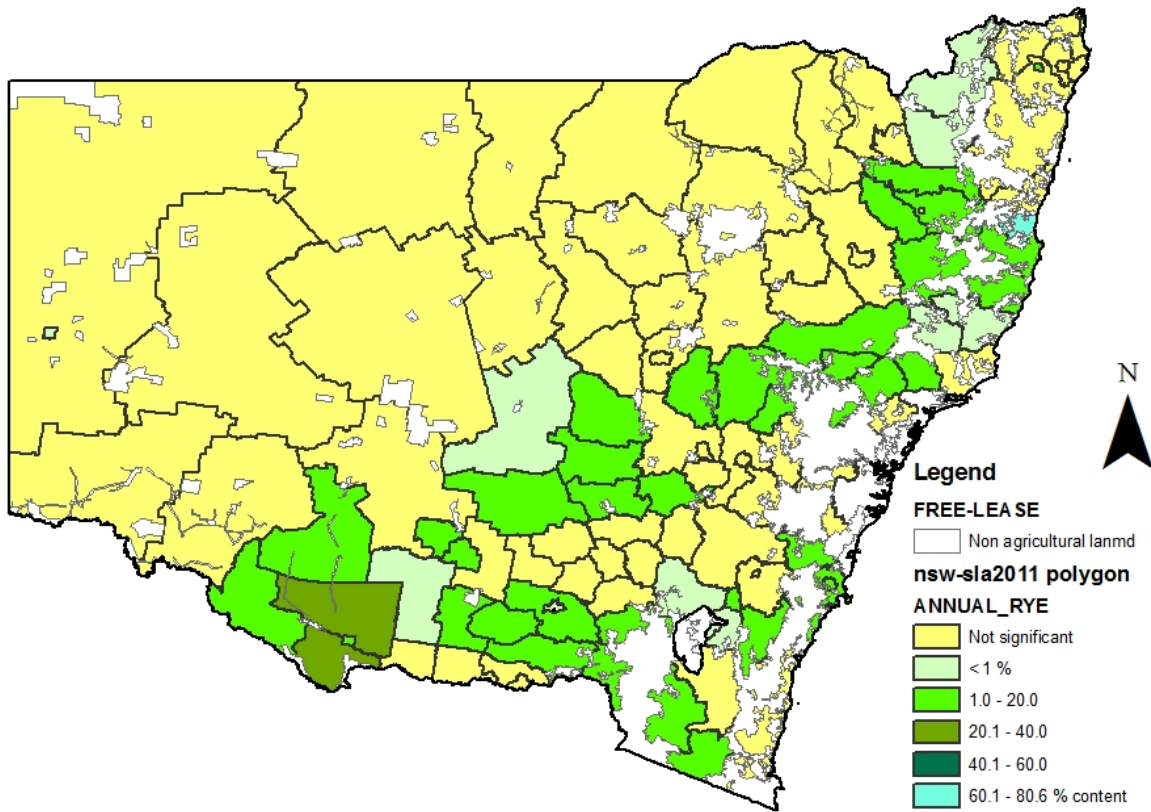 N
Legend
FREE-LEASE
Non agricultural lanmd
nsw-sla2011 polygon
ANNUAL_RYE
Not significant
<1 %
1.0 - 20.0
20.1 - 40.0
40.1 - 60.0
60.1 - 80.6 % content